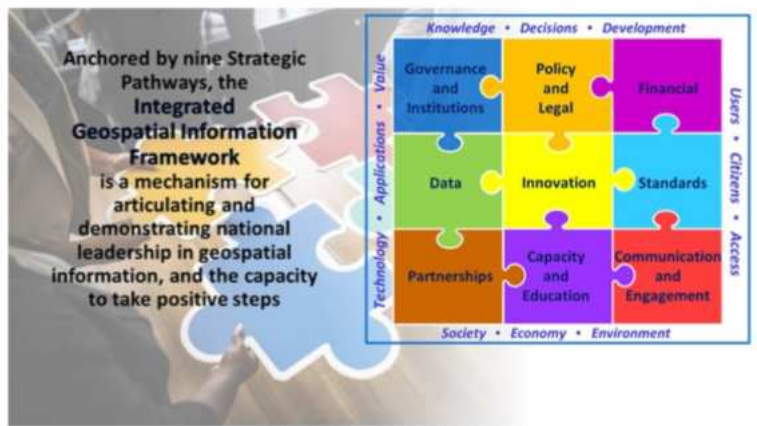 Anchored by nine Strategic
Pathways, the
Integrated
Geospatial Information
Framework
is a mechanism for
articulating and
demonstrating national
leadership in geospatial
information, and the capacity
to take positive steps
Knowledge • Decisions • Development
Technology • Applications • Value
Governance
and
Institutions
Policy
and
Legal
Financial
Data
Innovation
Standards
Partnerships
Capacity
and
Education
Communication
and
Engagement
Users • Citizens • Access
Society • Economy • Environment